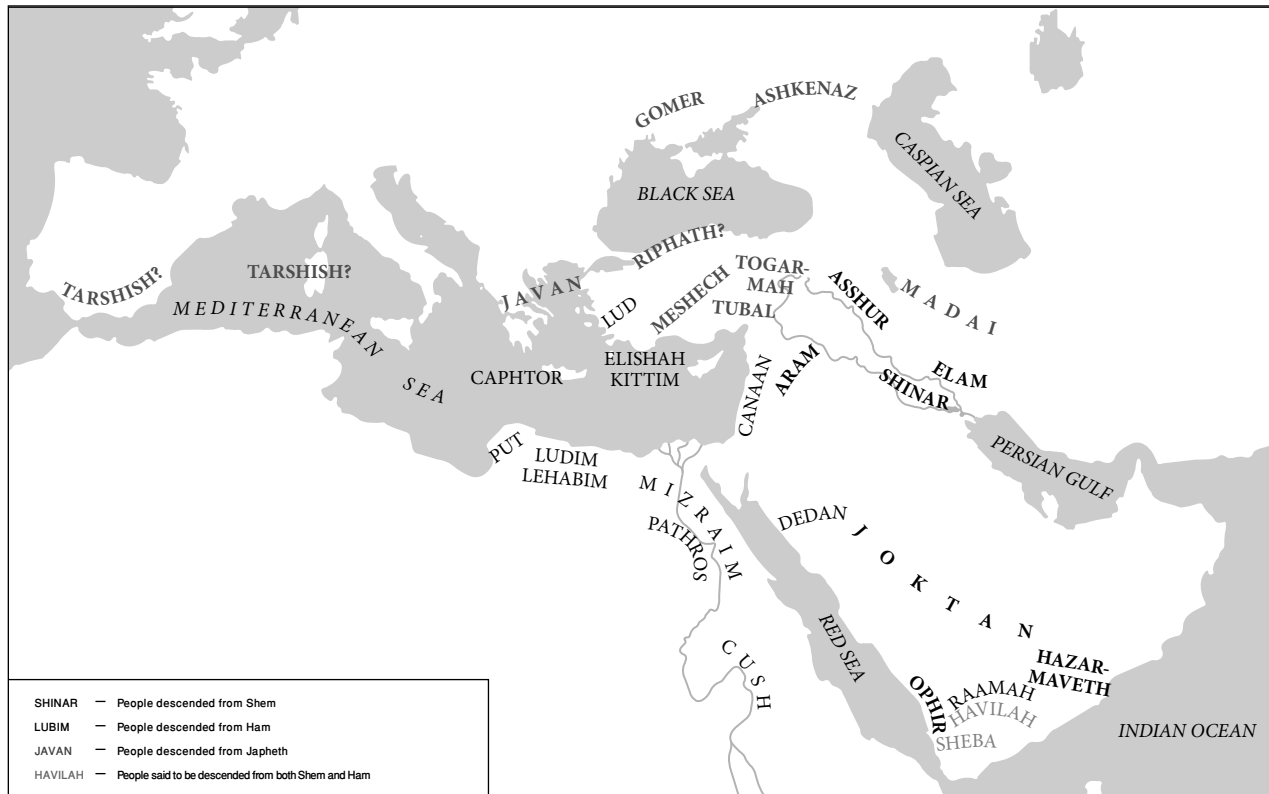 GOMER
ASHKENAZ
CASPIAN SEA
BLACK SEA
RIPHATH?
TARSHISH?
TARSHISH?
MEDITERRANEAN
SEA
JAVAN
LUD
MESHECH
TOGAR-
MAH
TUBAL
ASSHUR
MADAI
ELAM
SHINAR
ARAM
CANAAN
ELISHAH
KITTIM
CAPHTOR
PUT
LUDIM
LEHABIM
MIZRAIM
PATHROS
CUSH
PERSIAN GULF
DEDAN
JOKTAN
RED SEA
HAZAR-
MAVETH
OPHIR
RAAMAH
HAVILAH
SHEBA
INDIAN OCEAN
SHINAR — People descended from Shem
LUBIM — People descended from Ham
JAVAN — People descended from Japheth
HAVILAH — People said to be descended from both Shem and Ham